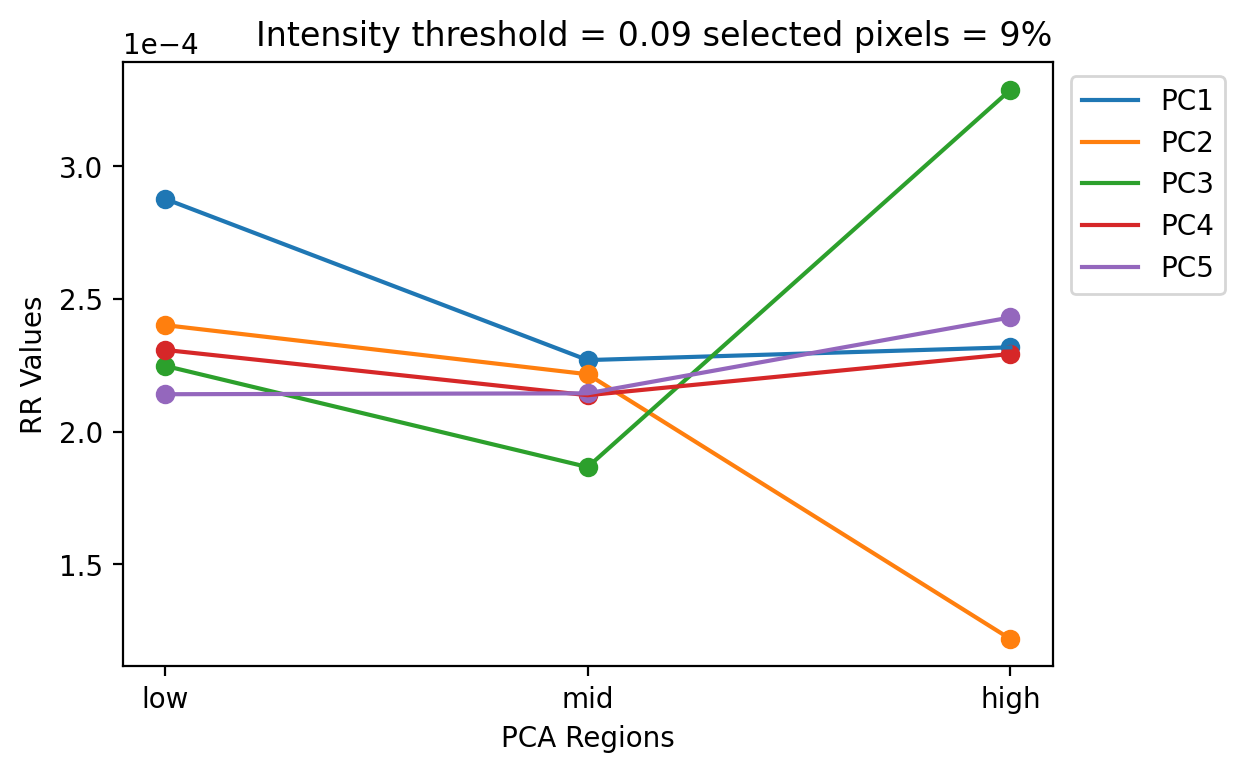 Intensity threshold = 0.09 selected pixels = 9%
1e−4
3.0
2.5
2.0
1.5
RR Values
low
mid
high
PCA Regions
PC1
PC2
PC3
PC4
PC5